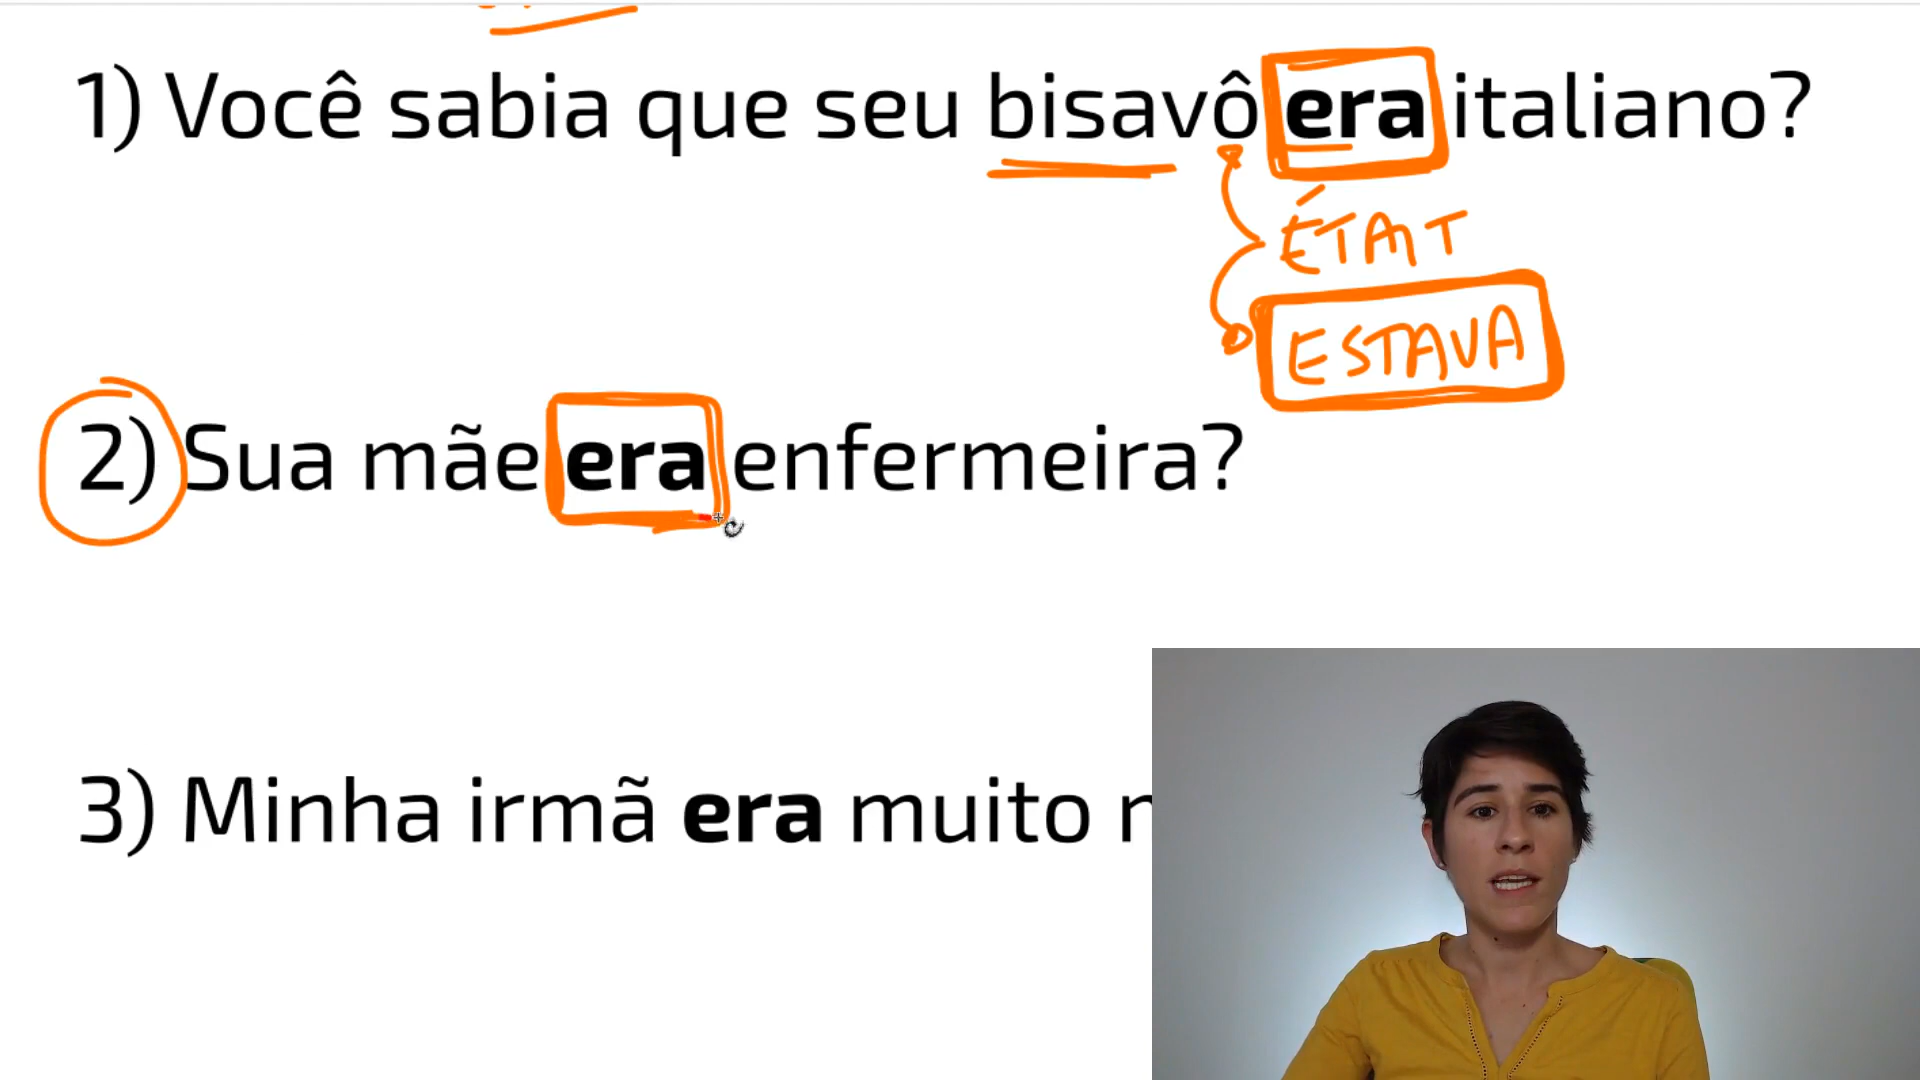 1) Você sabia que seu bisavô era italiano?
ÉTAIT
ESTAVA
2) Sua mãe era enfermeira?
3) Minha irmã era muito